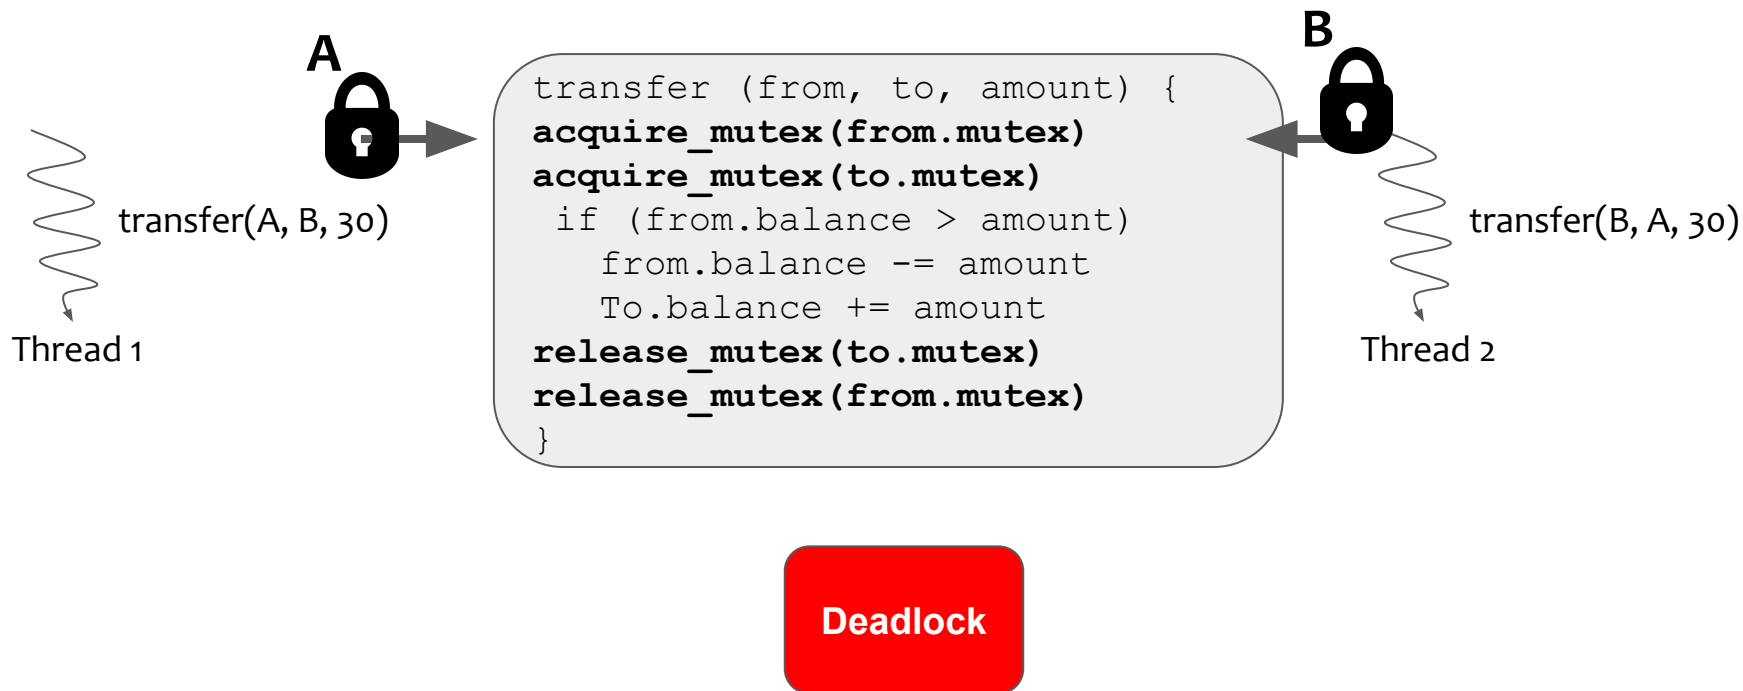 A
B
transfer (from, to, amount) {
acquire_mutex(from.mutex)
acquire_mutex(to.mutex)
if (from.balance > amount)
from.balance -= amount
To.balance += amount
release_mutex(to.mutex)
release_mutex(from.mutex)
}
transfer(A, B, 30)
Thread 1
transfer(B, A, 30)
Thread 2
Deadlock